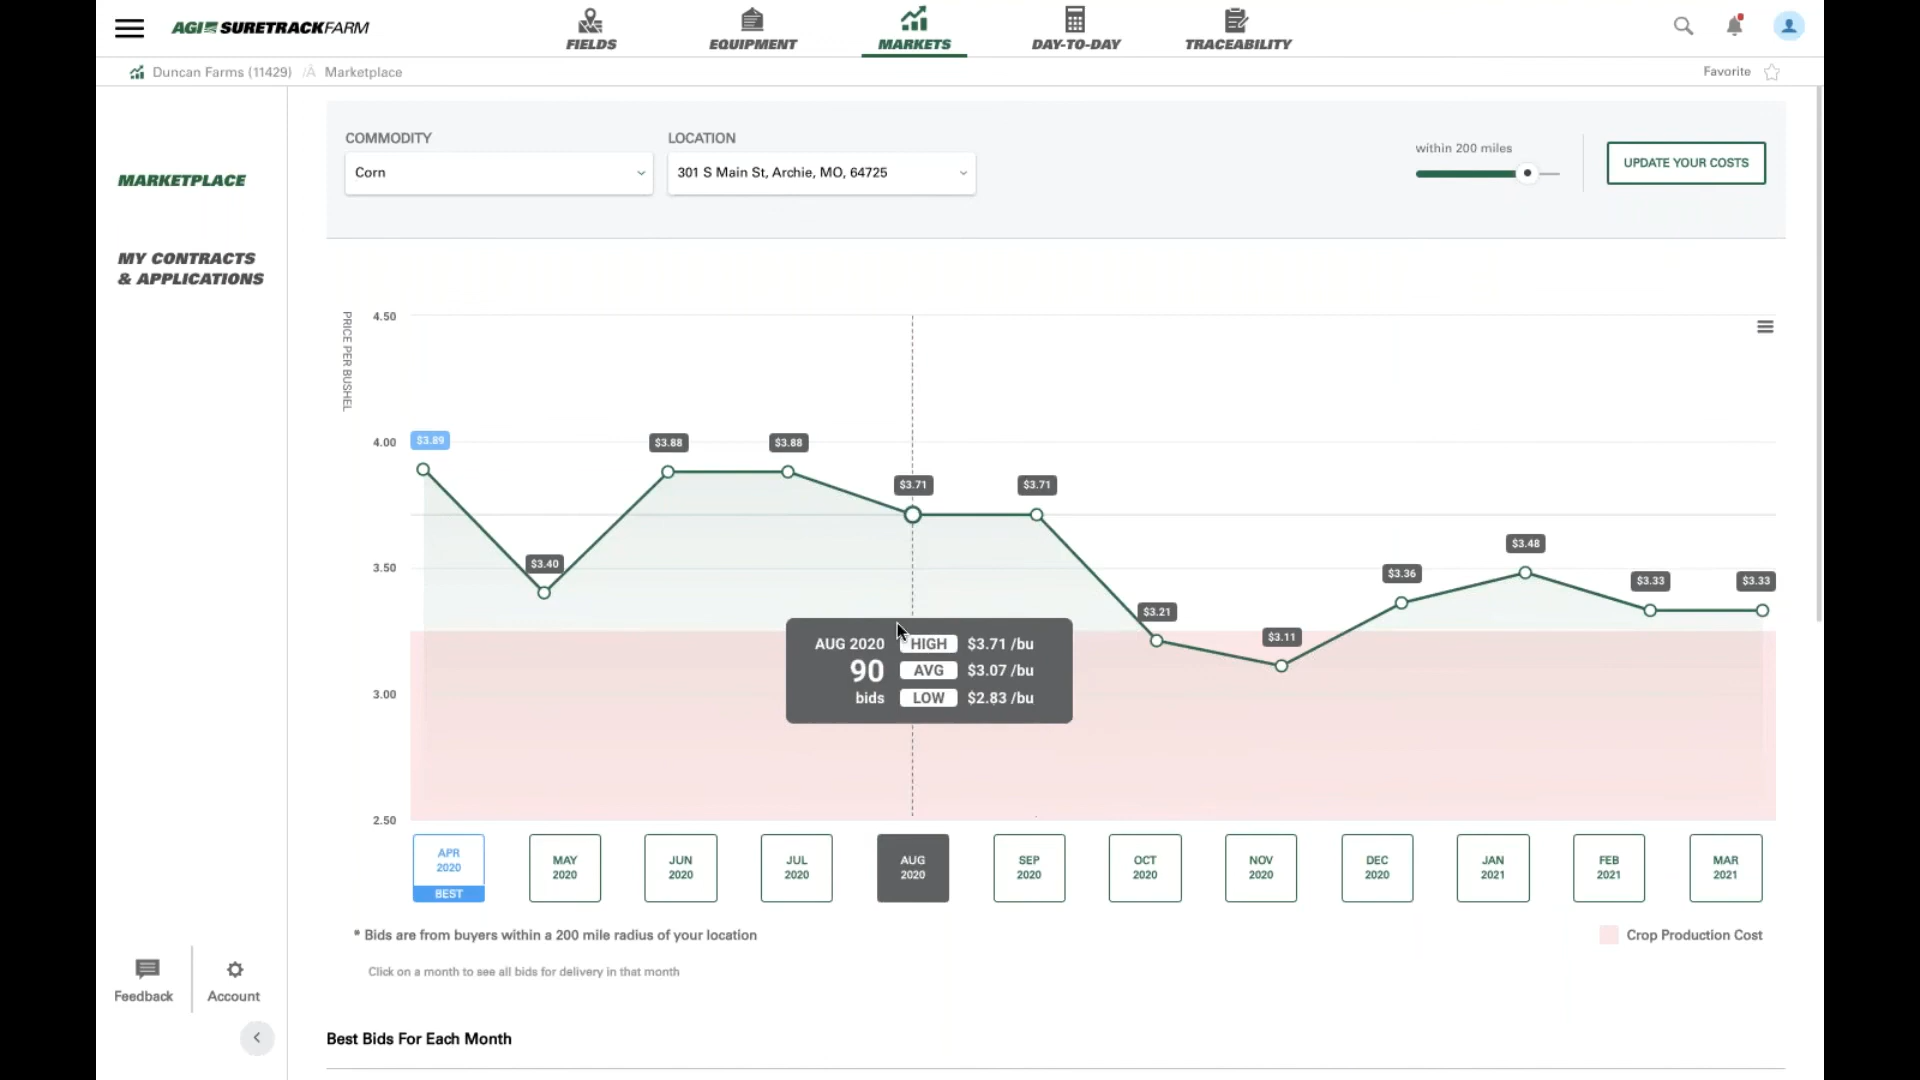 AGI SURETRACKFARM
FIELDS
EQUIPMENT
MARKETS
DAY-TO-DAY
TRACEABILITY
Duncan Farms (11429) /Â Marketplace
Favorite
MARKETPLACE
MY CONTRACTS
& APPLICATIONS
COMMODITY
Corn
LOCATION
301 S Main St, Archie, MO, 64725
within 200 miles
UPDATE YOUR COSTS
PRICE PER BUSHEL
4.50
4.00
3.50
3.00
2.50
$3.89
$3.40
$3.88
$3.88
$3.71
$3.71
$3.21
$3.11
$3.36
$3.48
$3.33
$3.33
AUG 2020 HIGH $3.71 /bu
90 AVG $3.07 /bu
bids LOW $2.83 /bu
APR
2020
BEST
MAY
2020
JUN
2020
JUL
2020
AUG
2020
SEP
2020
OCT
2020
NOV
2020
DEC
2020
JAN
2021
FEB
2021
MAR
2021
* Bids are from buyers within a 200 mile radius of your location
Crop Production Cost
Click on a month to see all bids for delivery in that month
Feedback
Account
Best Bids For Each Month